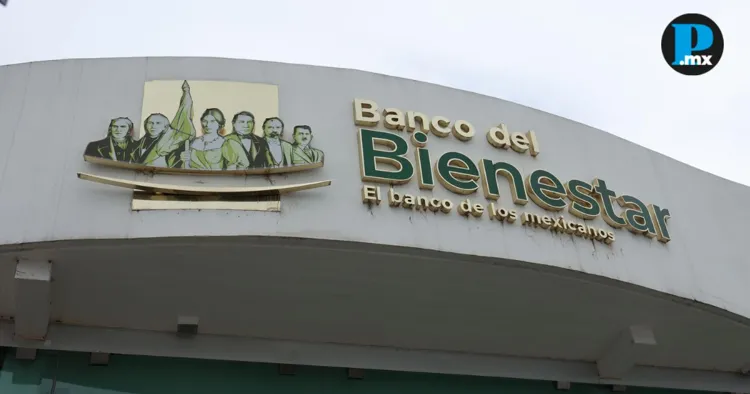 P.mx
Banco del
Bienestar
El banco de los mexicanos